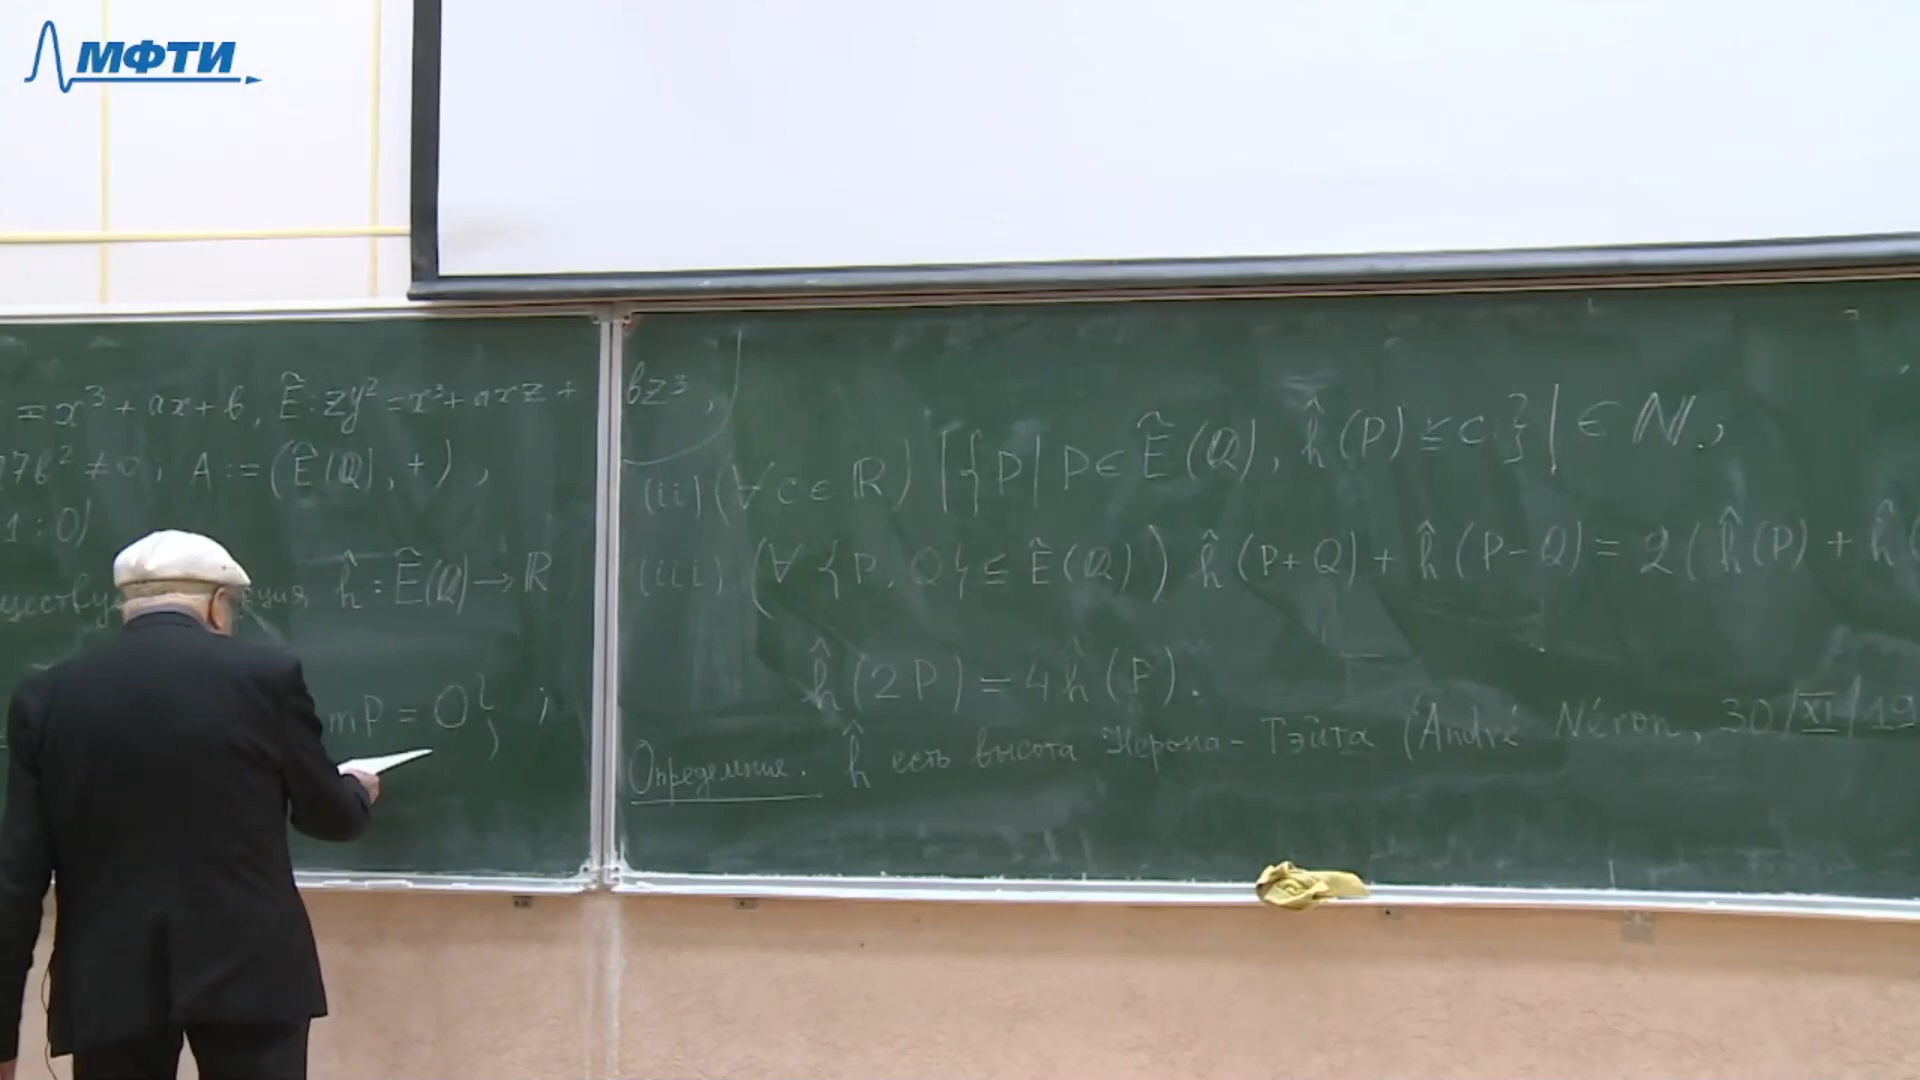 МФТИ
= x³ + ax + b, Ẽ : zy² = x³ + axz + bz³,
27b² ≠ 0; A := (Ẽ(ℚ), +),
1 : 0)
ĥ : Ẽ(ℚ) → ℝ
mP = O} ;
(ii) (∀ c ∈ ℝ) |{P | P ∈ Ẽ(ℚ), ĥ(P) ≤ c}| ∈ ℕ;
(iii) (∀ {P, Q} ⊆ Ẽ(ℚ)) ĥ(P+Q) + ĥ(P-Q) = 2(ĥ(P) + ĥ(
ĥ(2P) = 4ĥ(P).
Определение. ĥ есть высота Нерона-Тэйта (André Néron, 30/XI/19